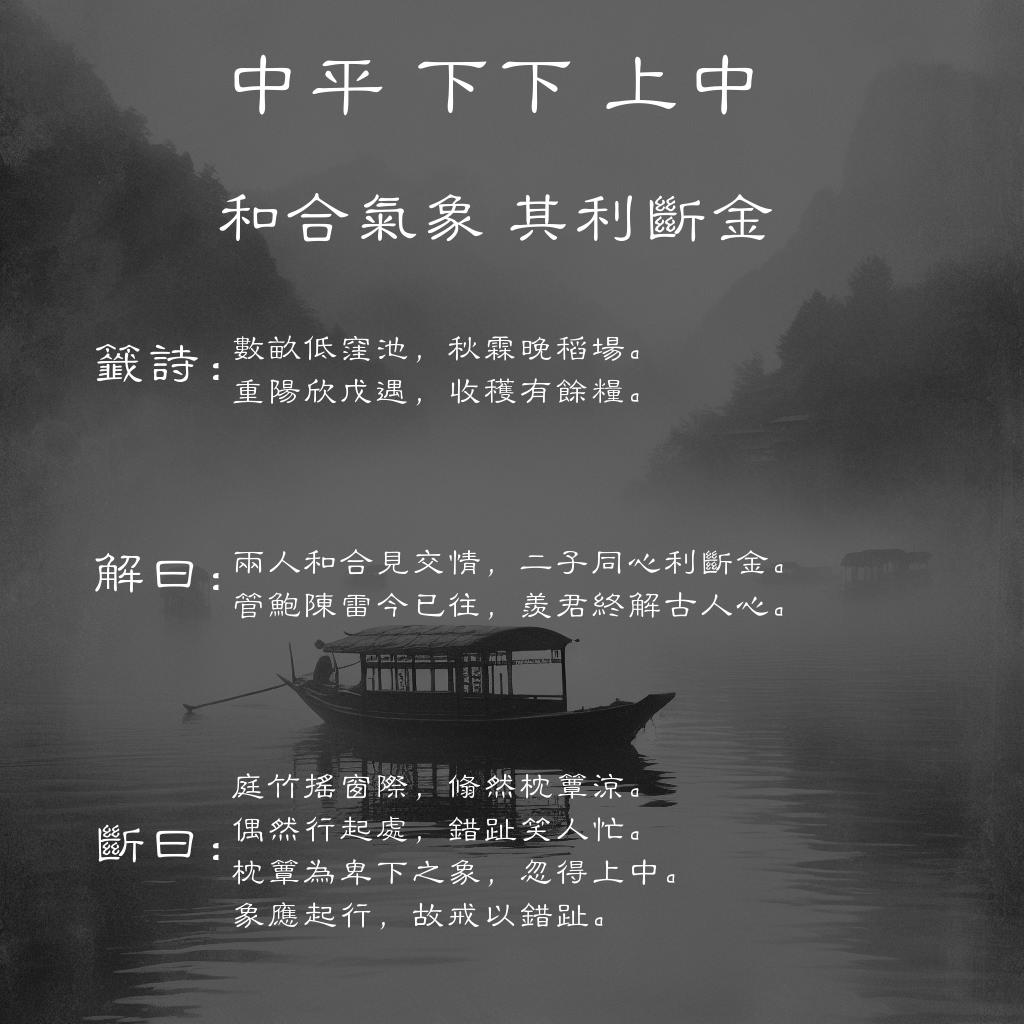 中平 下下 上中
和合氣象 其利斷金
籤詩：
數畝低窪池，秋霖晚稻場。
重陽欣戊遇，收穫有餘糧。
解曰：
兩人和合見交情，二子同心利斷金。
管鮑陳雷今已往，羨君終解古人心。
斷曰：
庭竹搖窗際，翛然枕簟涼。
偶然行起處，錯趾笑人忙。
枕簟為卑下之象，忽得上中。
象應起行，故戒以錯趾。